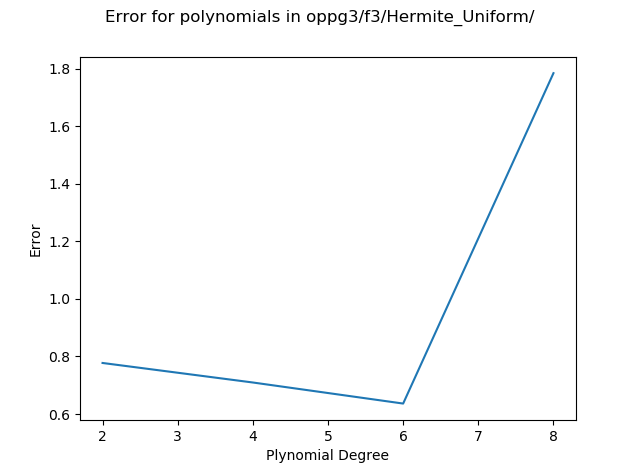 Error for polynomials in oppg3/f3/Hermite_Uniform/
1.8
1.6
1.4
1.2
1.0
0.8
0.6
Error
2 3 4 5 6 7 8
Plynomial Degree